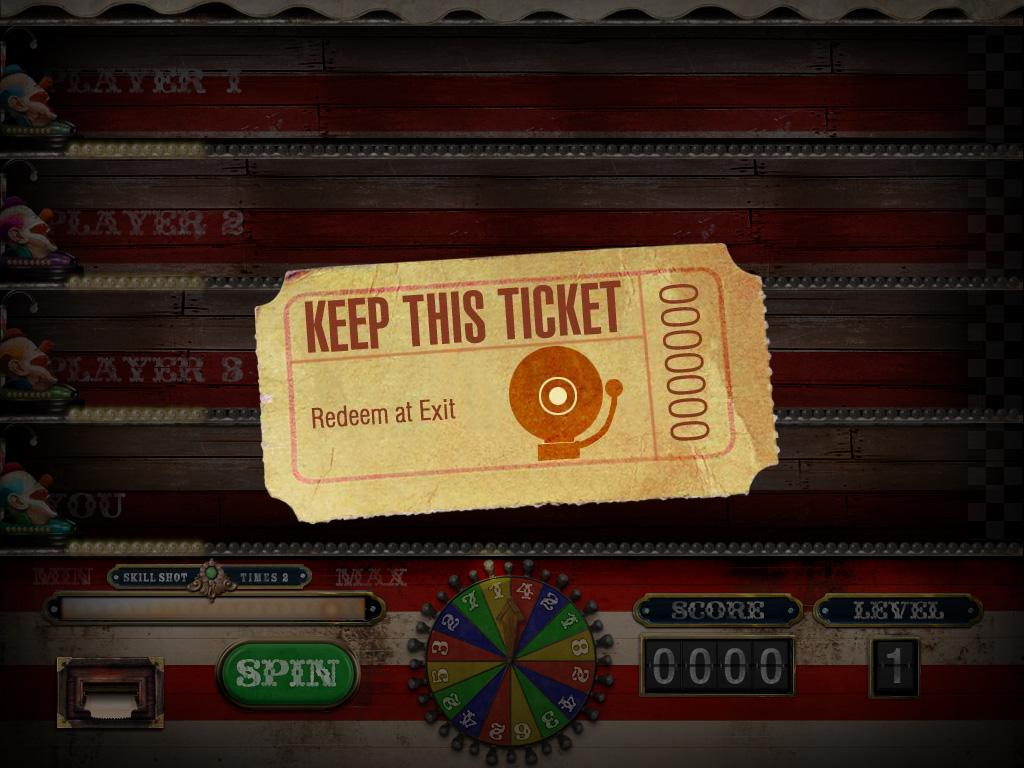 PLAYER 1
PLAYER 2
KEEP THIS TICKET
0000000
Redeem at Exit
PLAYER 3
YOU
MIN
SKILL SHOT
TIMES 2
MAX
SCORE
LEVEL
SPIN
0000
1